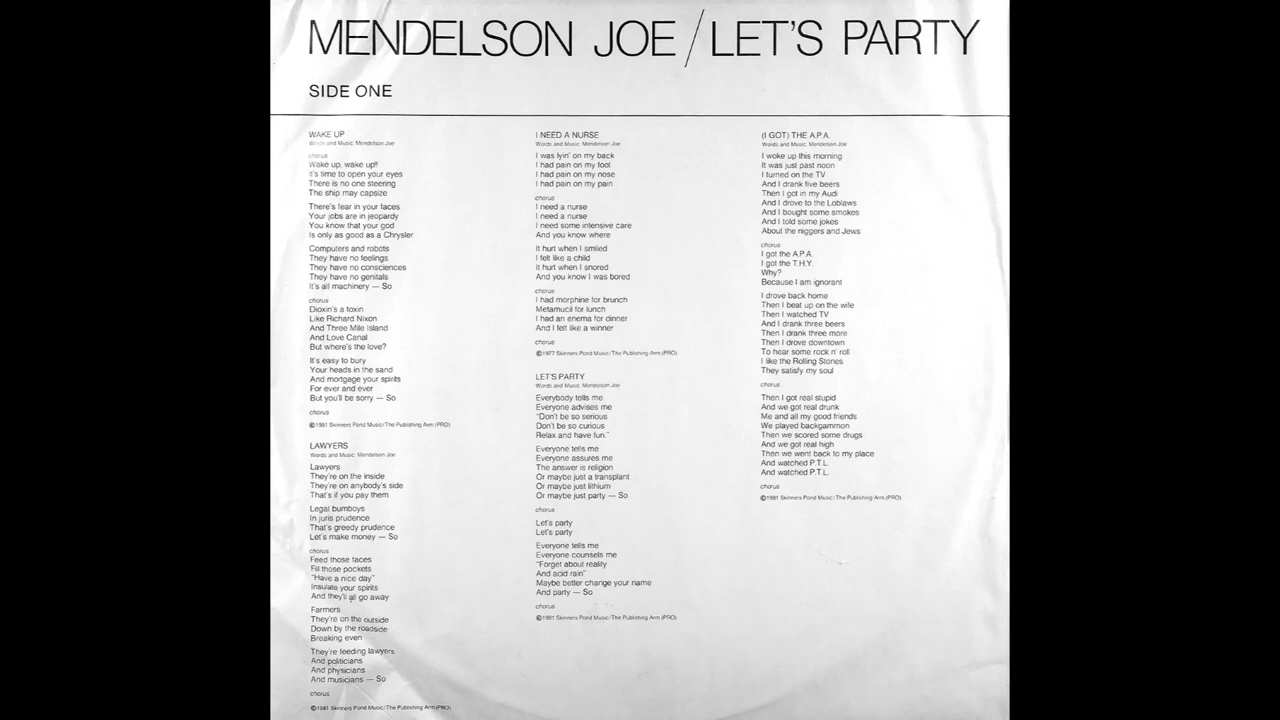 MENDELSON JOE/LET'S PARTY
SIDE ONE
WAKE UP
Words and Music: Mendelson Joe
chorus
Wake up, wake up!!
It's time to open your eyes
There is no one steering
The ship may capsize
There's fear in your faces
Your jobs are in jeopardy
You know that your god
Is only as good as a Chrysler
Computers and robots
They have no feelings
They have no consciences
They have no genitals
It's all machinery — So
chorus
Dioxin's a toxin
Like Richard Nixon
And Three Mile Island
And Love Canal
But where's the love?
It's easy to bury
Your heads in the sand
And mortgage your spirits
For ever and ever
But you'll be sorry — So
chorus
©1981 Skinners Pond Music/The Publishing Arm (PRO)
LAWYERS
Words and Music: Mendelson Joe
Lawyers
They're on the inside
They're on anybody's side
That's if you pay them
Legal bumboys
In juris prudence
That's greedy prudence
Let's make money — So
chorus
Feed those faces
Fill those pockets
"Have a nice day"
Insulate your spirits
And they'll all go away
Farmers
They're on the outside
Down by the roadside
Breaking even
They're feeding lawyers
And politicians
And physicians
And musicians — So
chorus
©1981 Skinners Pond Music/The Publishing Arm (PRO)
I NEED A NURSE
Words and Music: Mendelson Joe
I was lyin' on my back
I had pain on my foot
I had pain on my nose
I had pain on my pain
chorus
I need a nurse
I need a nurse
I need some intensive care
And you know where
It hurt when I smiled
I felt like a child
It hurt when I snored
And you know I was bored
chorus
I had morphine for brunch
Metamucil for lunch
I had an enema for dinner
And I felt like a winner
chorus
©1977 Skinners Pond Music/The Publishing Arm (PRO)
LET'S PARTY
Words and Music: Mendelson Joe
Everybody tells me
Everyone advises me
"Don't be so serious
Don't be so curious
Relax and have fun."
Everyone tells me
Everyone assures me
The answer is religion
Or maybe just a transplant
Or maybe just lithium
Or maybe just party — So
chorus
Let's party
Let's party
Everyone tells me
Everyone counsels me
"Forget about reality
And acid rain"
Maybe better change your name
And party — So
chorus
©1981 Skinners Pond Music/The Publishing Arm (PRO)
(I GOT) THE A.P.A.
Words and Music: Mendelson Joe
I woke up this morning
It was just past noon
I turned on the TV
And I drank five beers
Then I got in my Audi
And I drove to the Loblaws
And I bought some smokes
And I told some jokes
About the niggers and Jews
chorus
I got the A.P.A.
I got the T.H.Y.
Why?
Because I am ignorant
I drove back home
Then I beat up on the wife
Then I watched TV
And I drank three beers
Then I drank three more
Then I drove downtown
To hear some rock n' roll
I like the Rolling Stones
They satisfy my soul
chorus
Then I got real stupid
And we got real drunk
Me and all my good friends
We played backgammon
Then we scored some drugs
And we got real high
Then we went back to my place
And watched P.T.L.
And watched P.T.L.
chorus
©1981 Skinners Pond Music/The Publishing Arm (PRO)